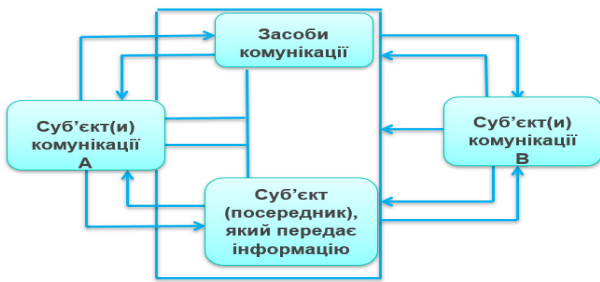 Засоби
комунікації
Суб’єкт(и)
комунікації
А
Суб’єкт(и)
комунікації
В
Суб’єкт
(посередник),
який передає
інформацію